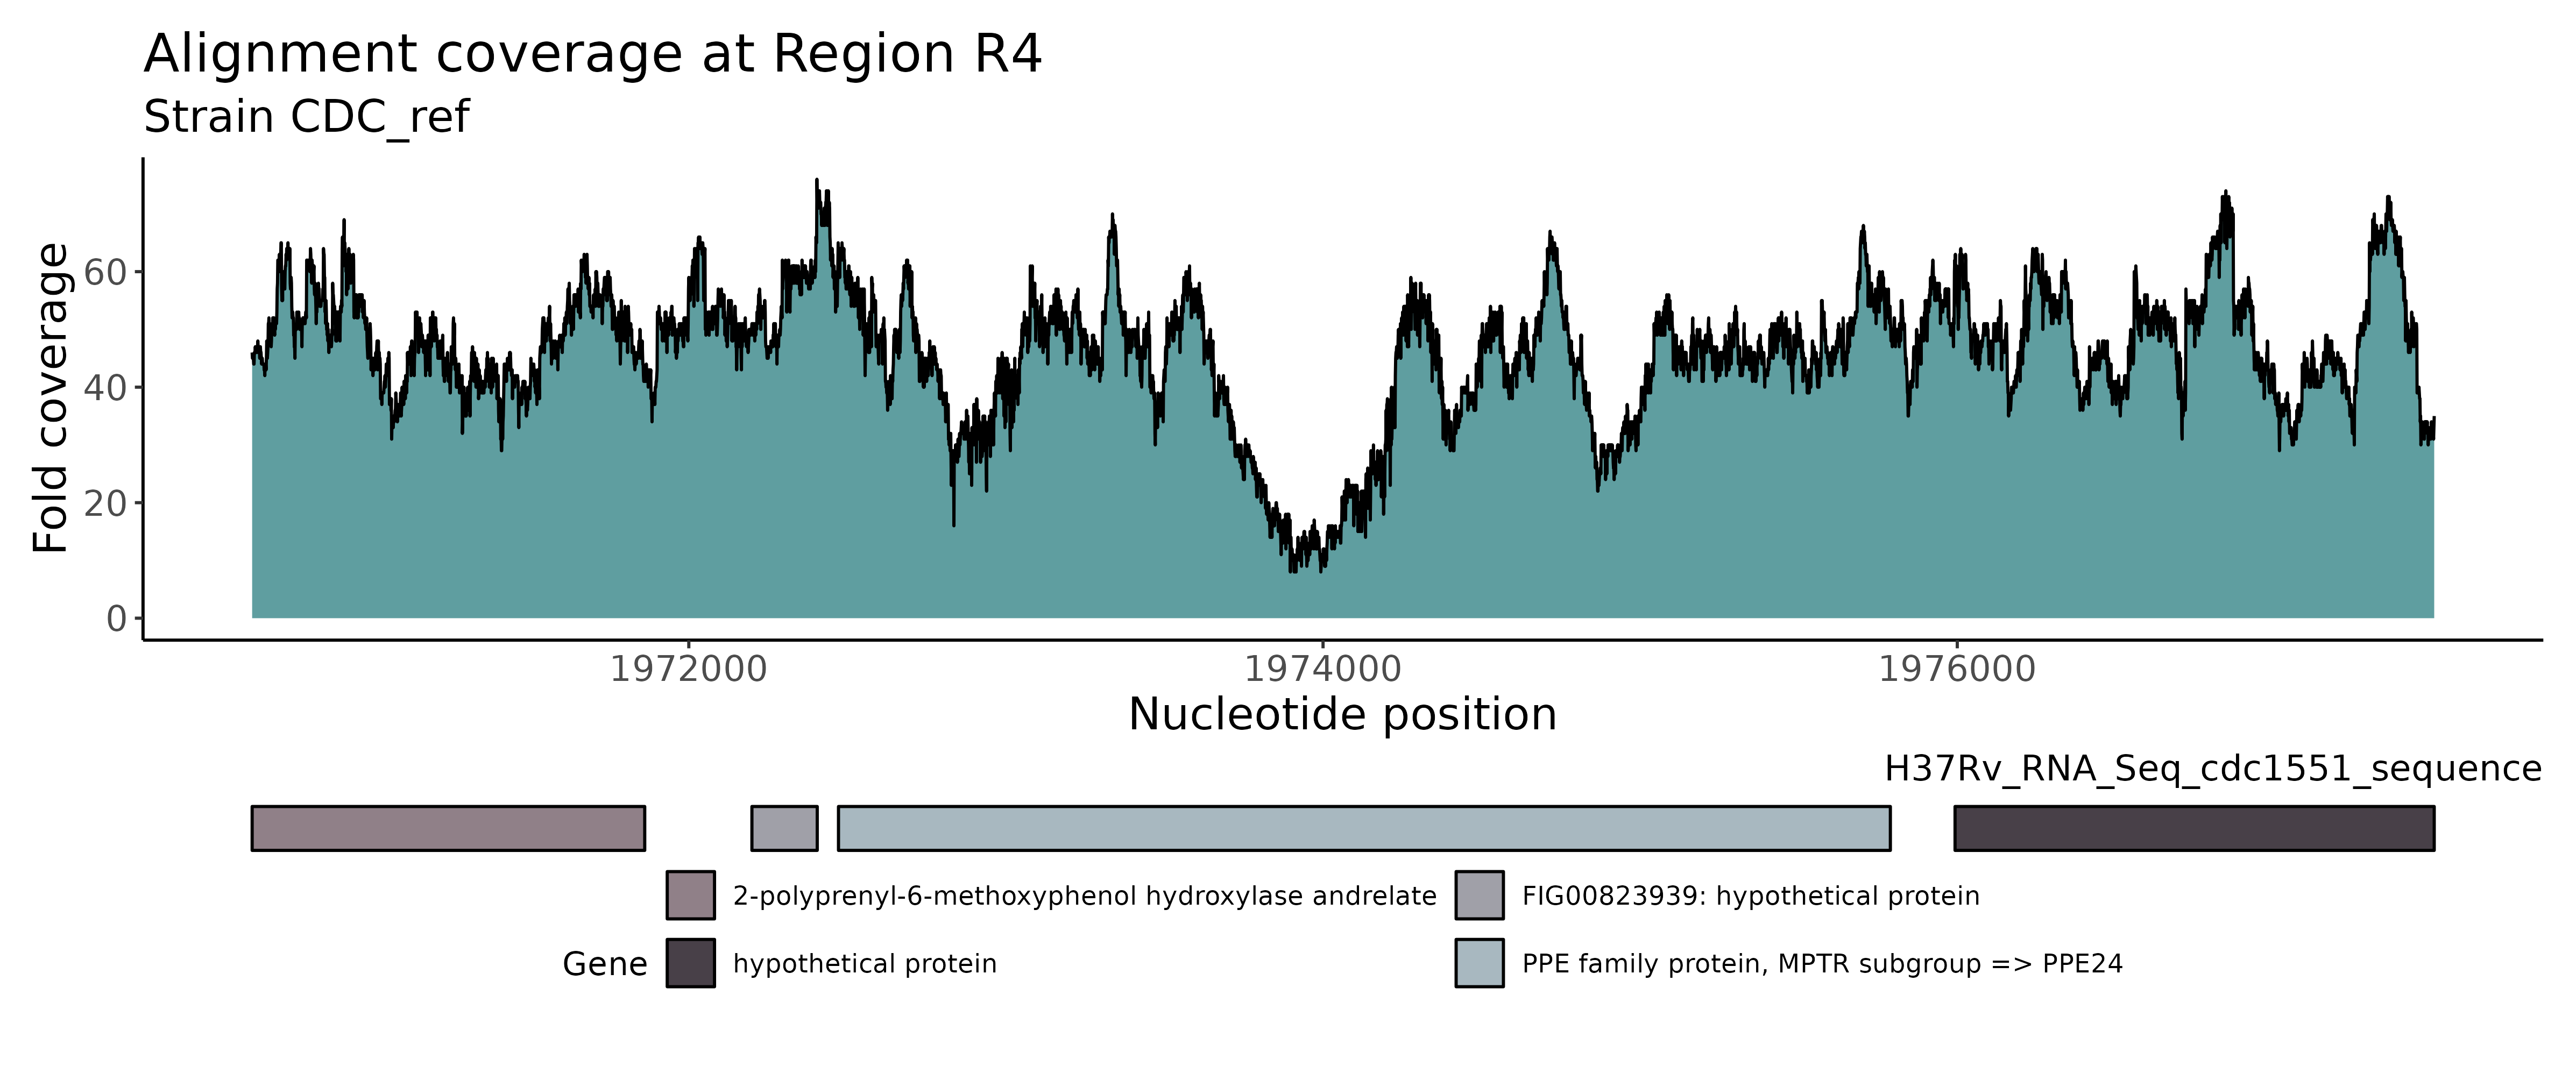 Alignment coverage at Region R4
Strain CDC_ref
Fold coverage
60
40
20
0
1972000 1974000 1976000
Nucleotide position
H37Rv_RNA_Seq_cdc1551_sequence
2-polyprenyl-6-methoxyphenol hydroxylase andrelate FIG00823939: hypothetical protein
Gene hypothetical protein PPE family protein, MPTR subgroup => PPE24